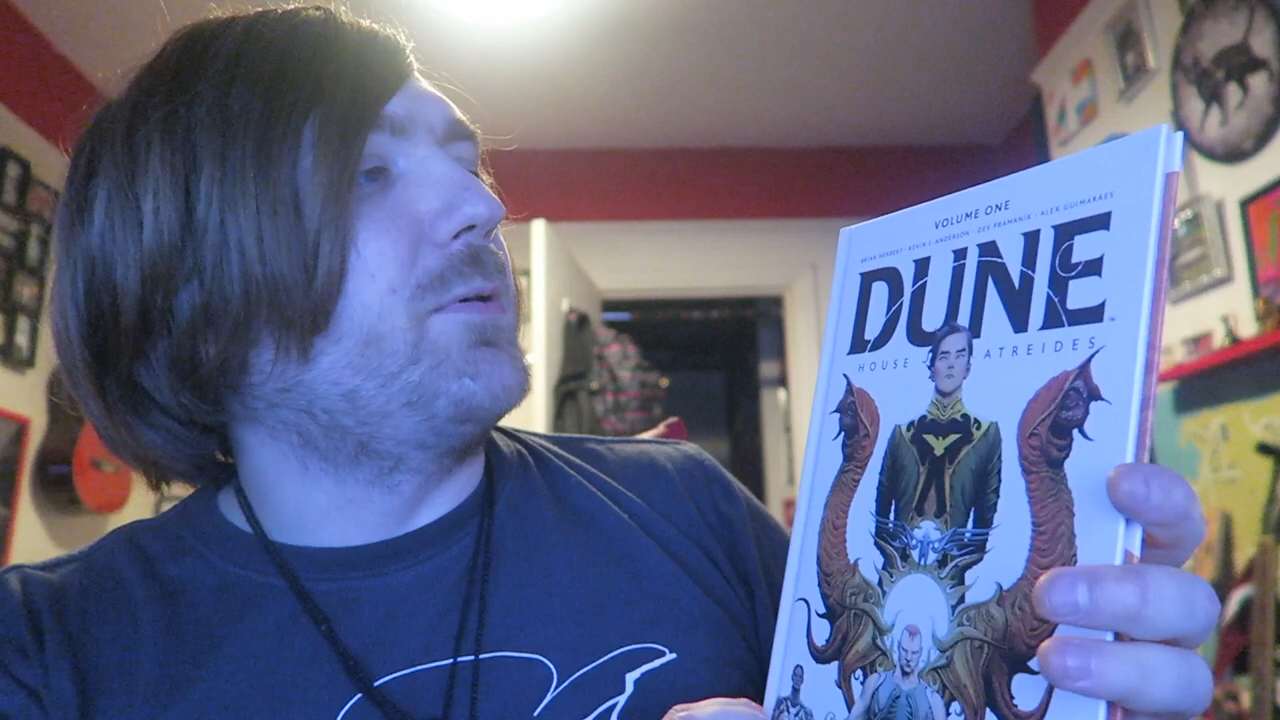 VOLUME ONE
BRIAN HERBERT · KEVIN J. ANDERSON · DEV PRAMANIK · ALEX GUIMARÃES
DUNE
HOUSE ATREIDES